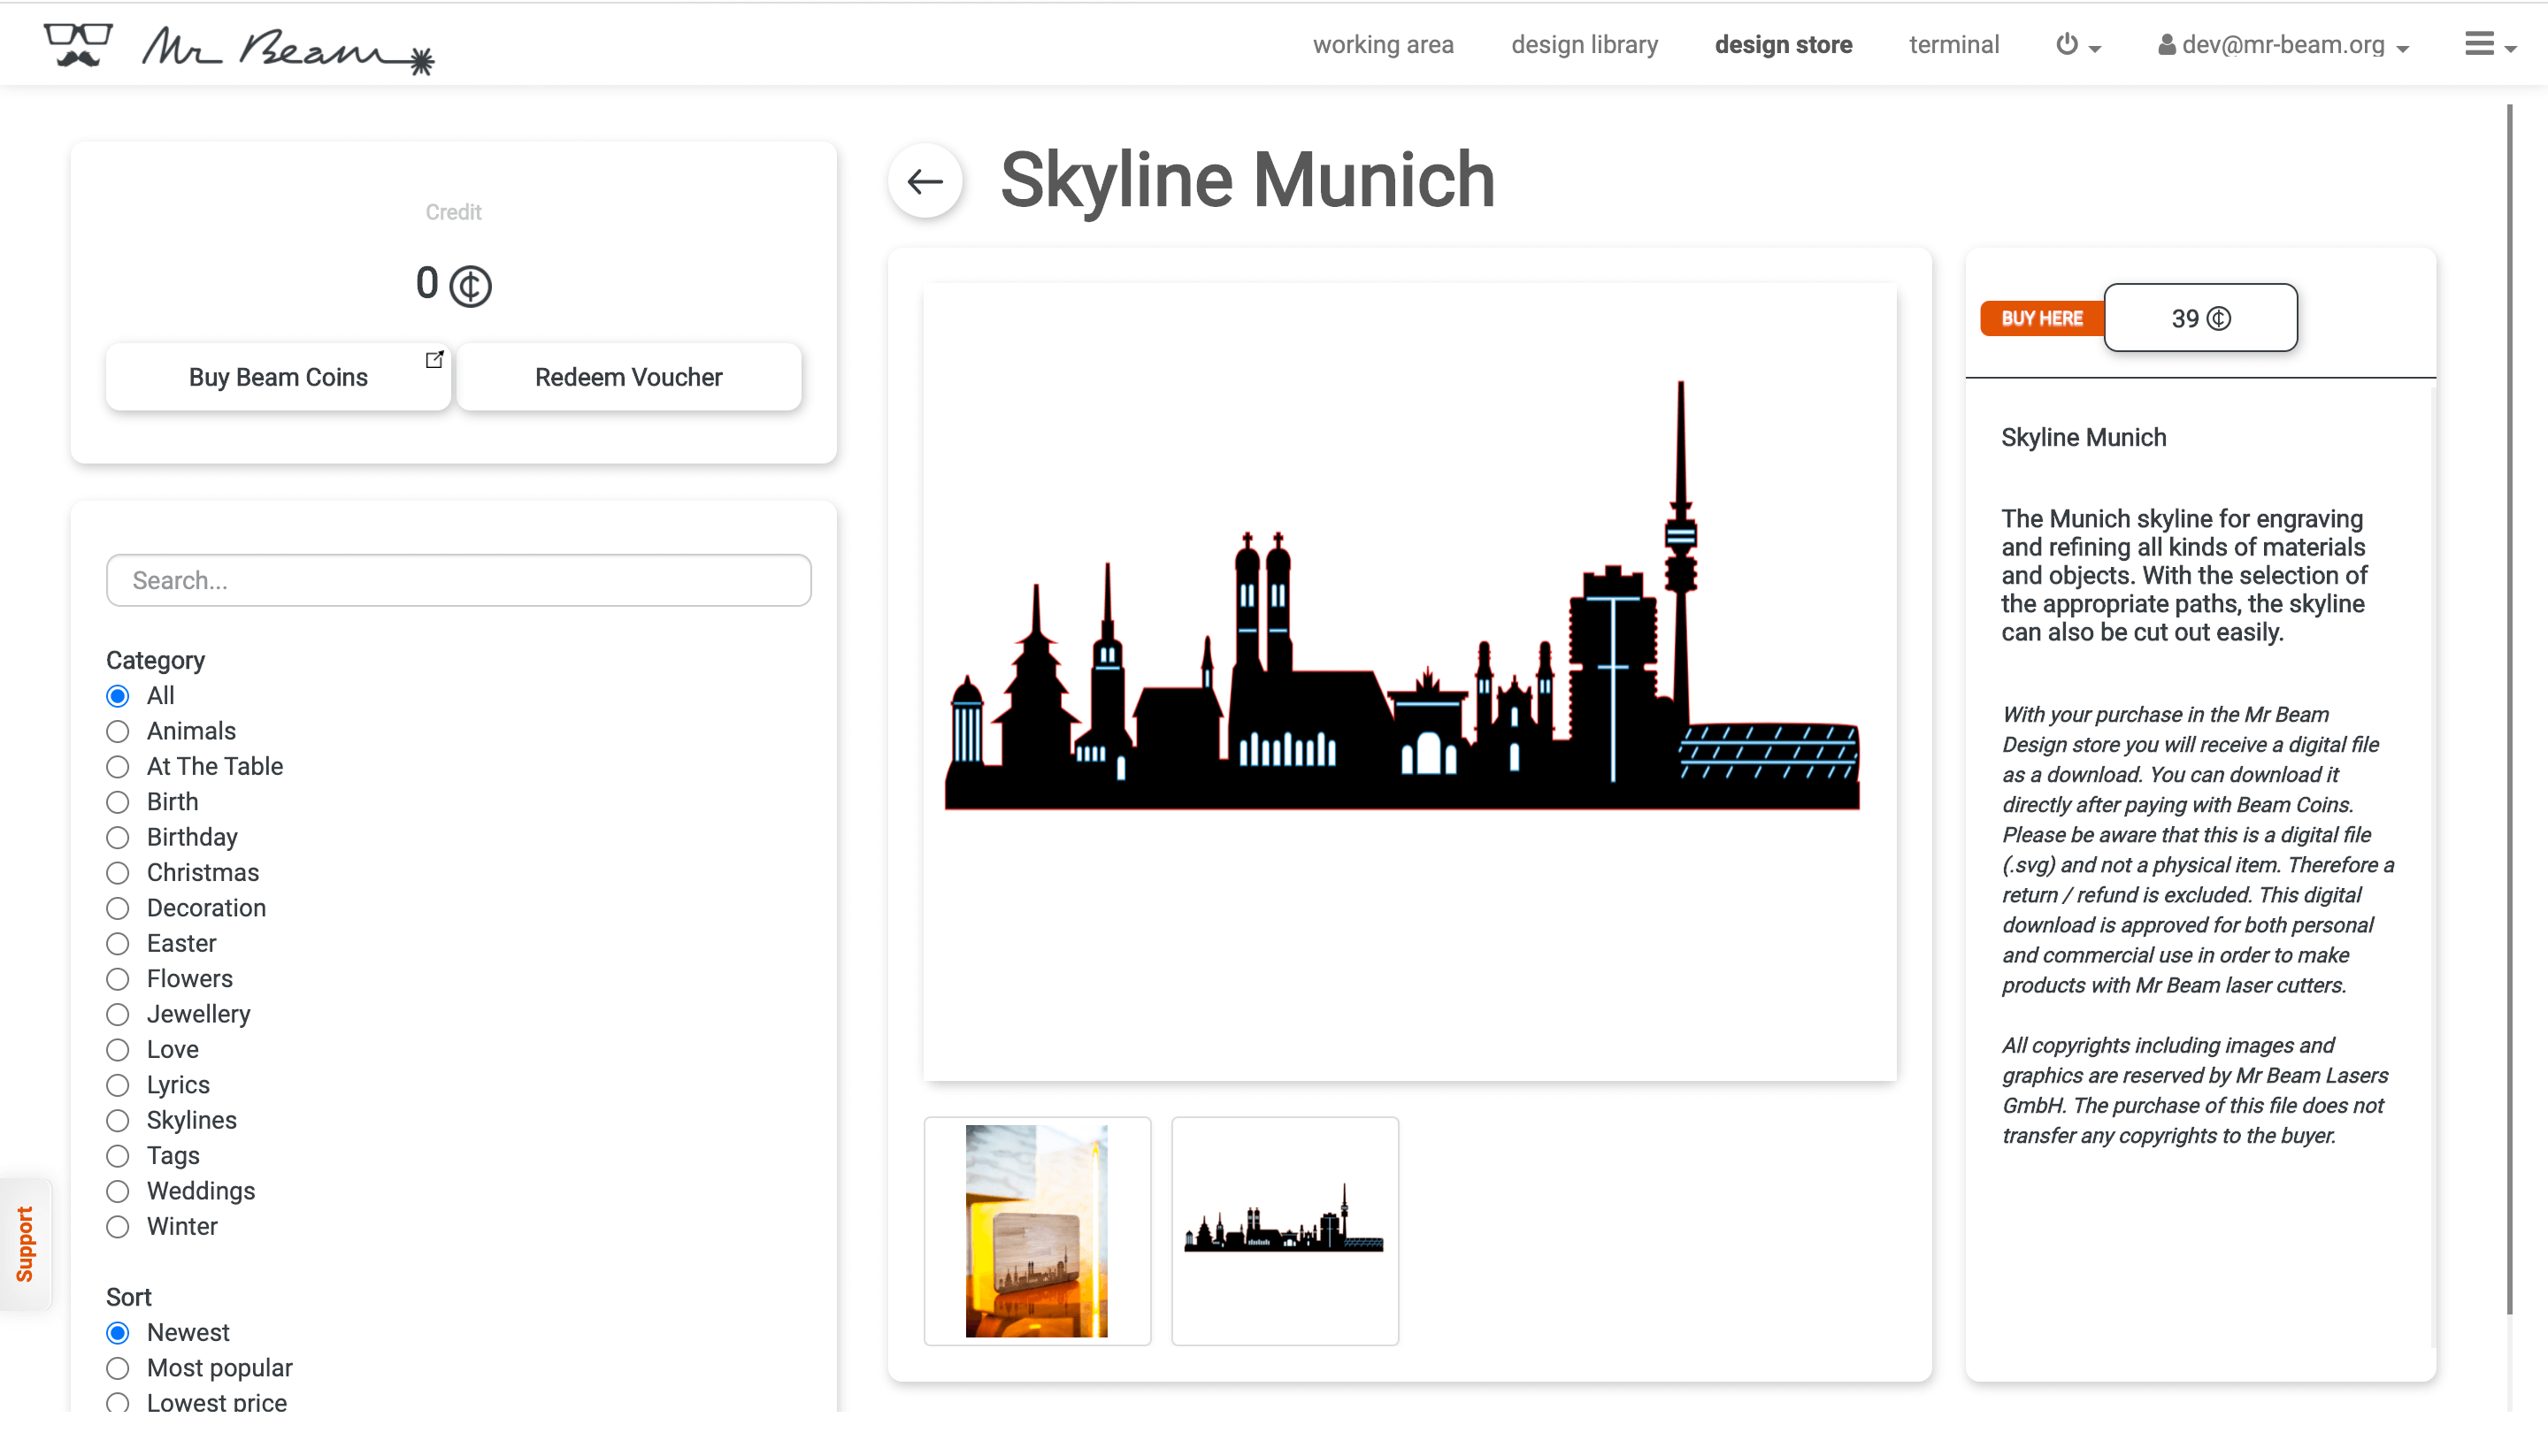 Mr Beam
working area
design library
design store
terminal
dev@mr-beam.org
Credit
0
Buy Beam Coins
Redeem Voucher
Search...
Category
All
Animals
At The Table
Birth
Birthday
Christmas
Decoration
Easter
Flowers
Jewellery
Love
Lyrics
Skylines
Tags
Weddings
Winter
Sort
Newest
Most popular
Lowest price
Support
Skyline Munich
BUY HERE
39
Skyline Munich
The Munich skyline for engraving
and refining all kinds of materials
and objects. With the selection of
the appropriate paths, the skyline
can also be cut out easily.
With your purchase in the Mr Beam
Design store you will receive a digital file
as a download. You can download it
directly after paying with Beam Coins.
Please be aware that this is a digital file
(.svg) and not a physical item. Therefore a
return / refund is excluded. This digital
download is approved for both personal
and commercial use in order to make
products with Mr Beam laser cutters.
All copyrights including images and
graphics are reserved by Mr Beam Lasers
GmbH. The purchase of this file does not
transfer any copyrights to the buyer.